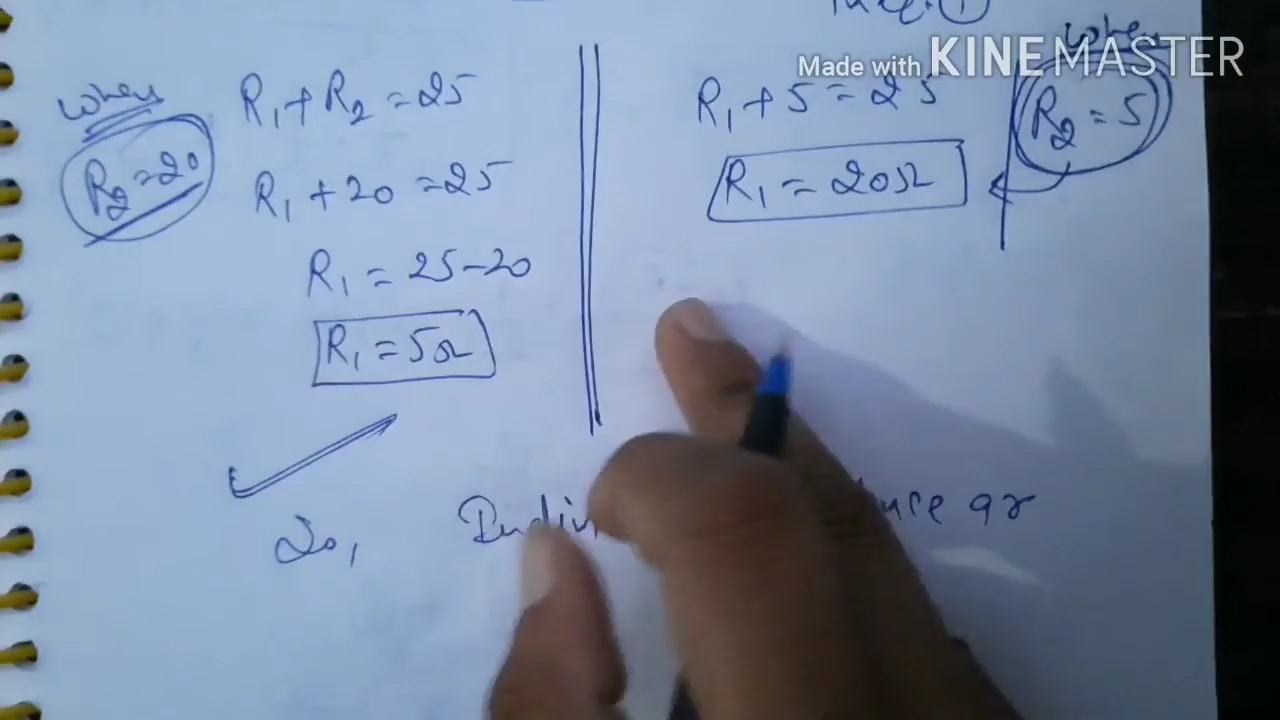 Made with KINEMASTER
when
R₂=20
R₁+R₂=25
R₁+20=25
R₁=25-20
R₁=5Ω
when
R₂=5
R₁+5=25
R₁=20Ω
So,